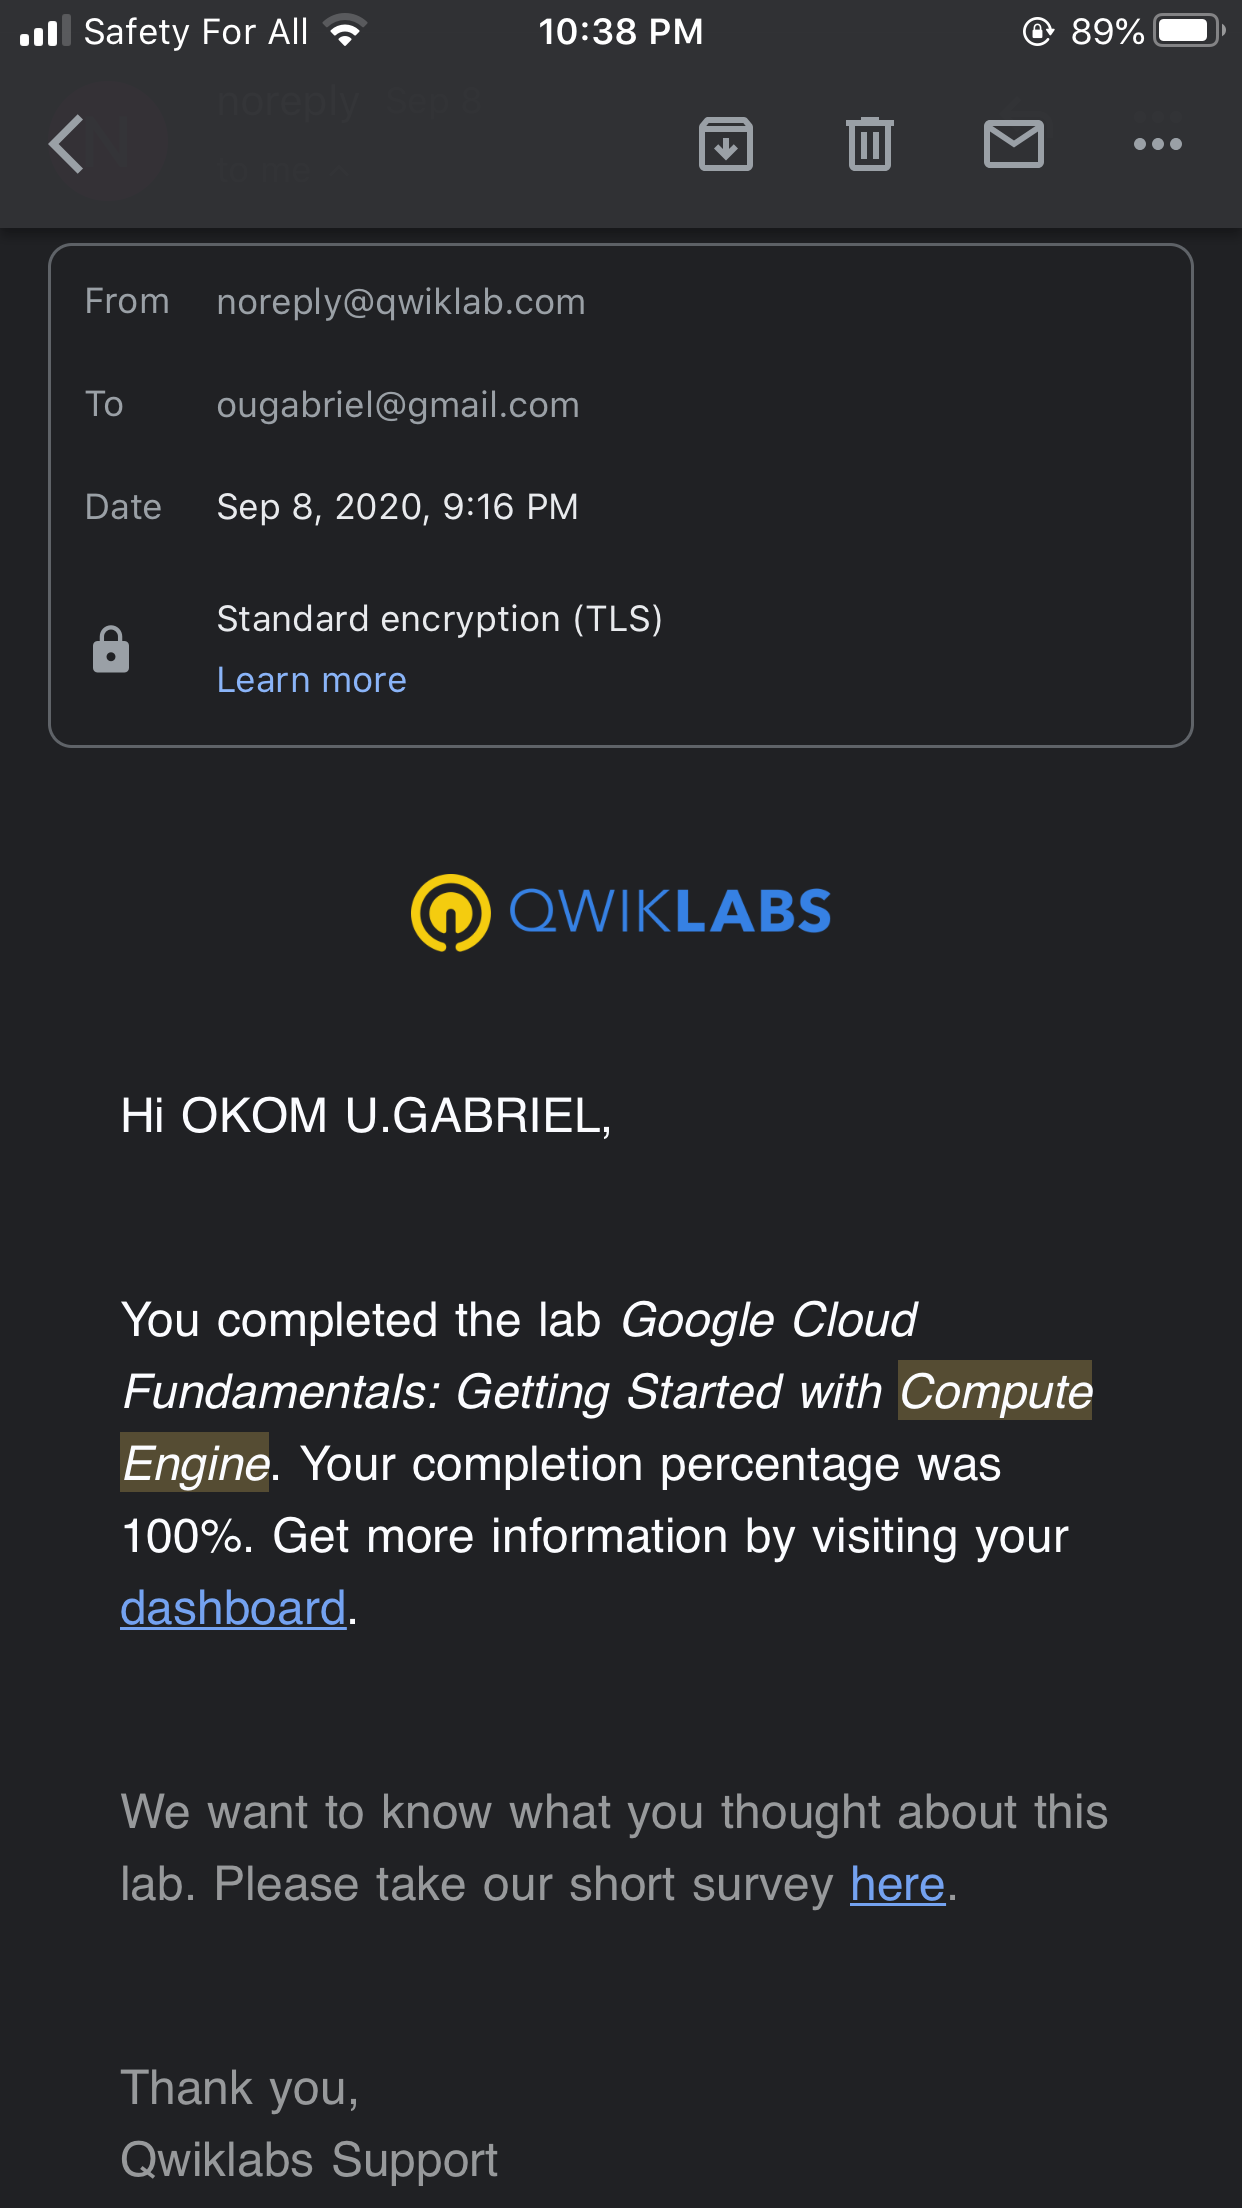 Safety For All 10:38 PM 89%
noreply Sep 8
to me
N
From noreply@qwiklab.com
To ougabriel@gmail.com
Date Sep 8, 2020, 9:16 PM
Standard encryption (TLS)
Learn more
QWIKLABS
Hi OKOM U.GABRIEL,
You completed the lab Google Cloud
Fundamentals: Getting Started with Compute
Engine. Your completion percentage was
100%. Get more information by visiting your
dashboard.
We want to know what you thought about this
lab. Please take our short survey here.
Thank you,
Qwiklabs Support